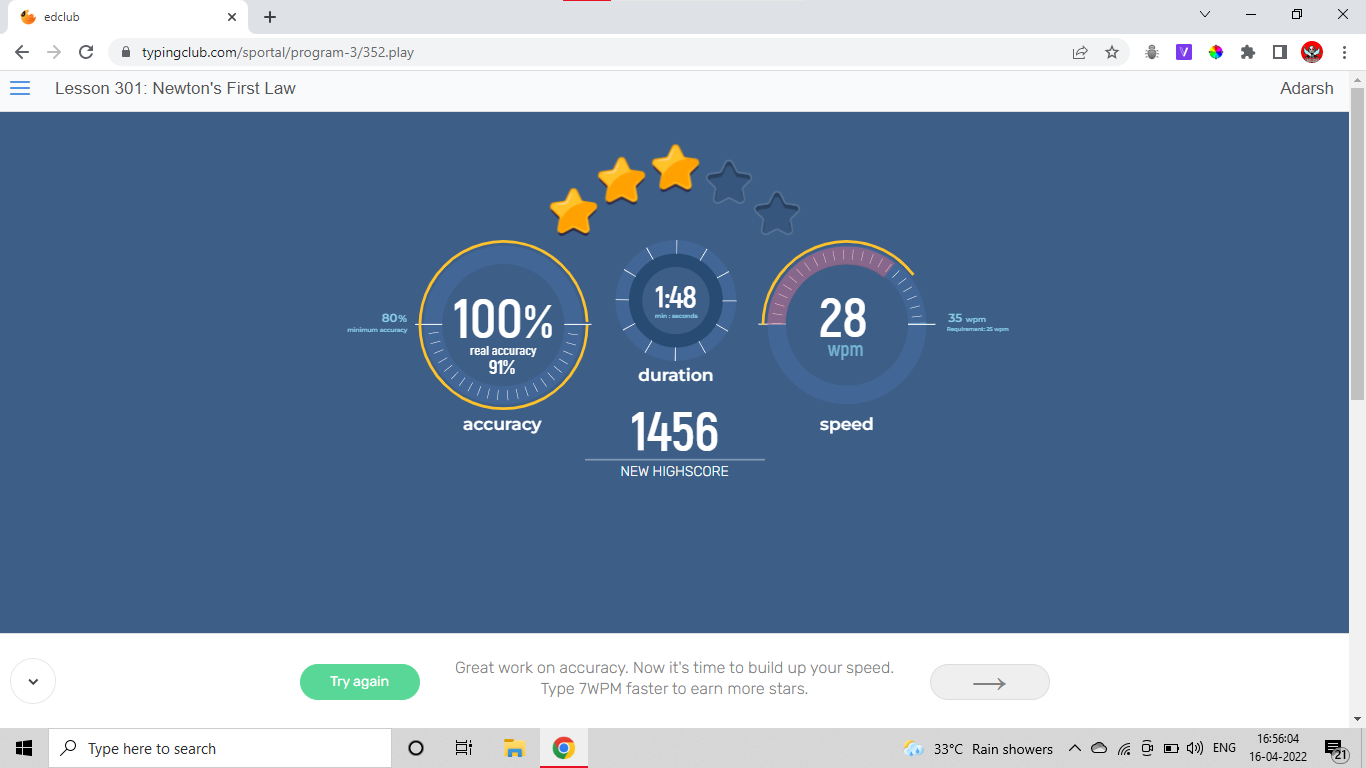 edclub
typingclub.com/sportal/program-3/352.play
V
Lesson 301: Newton's First Law
Adarsh
80%
minimum accuracy
100%
real accuracy
91%
accuracy
1:48
min : seconds
duration
28
wpm
speed
35 wpm
Requirement: 25 wpm
1456
NEW HIGHSCORE
Try again
Great work on accuracy. Now it's time to build up your speed.
Type 7WPM faster to earn more stars.
Type here to search
33°C Rain showers
ENG
16:56:04
16-04-2022
21